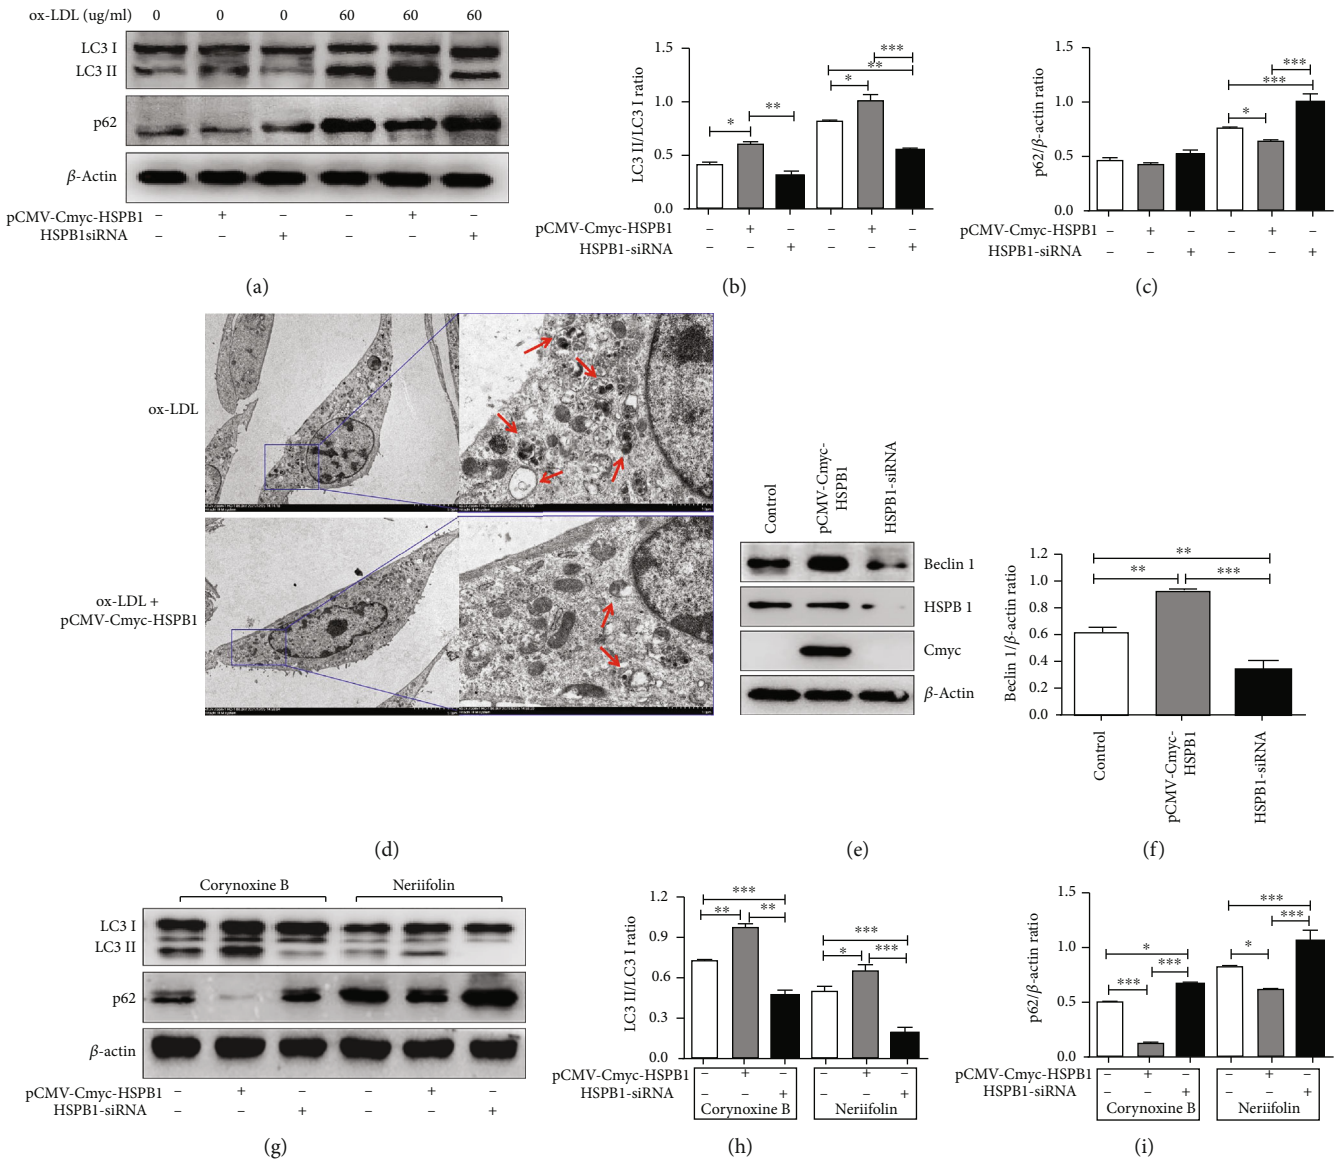 ox-LDL (ug/ml) 0 0 0 60 60 60
LC3 I
LC3 II
p62
β-Actin
pCMV-Cmyc-HSPB1 – + – – + –
HSPB1siRNA – – + – – +
(a)
LC3 II/LC3 I ratio
1.5
1.0
0.5
0.0
* ** * ** ***
pCMV-Cmyc-HSPB1 – + – – + –
HSPB1-siRNA – – + – – +
(b)
p62/β-actin ratio
1.5
1.0
0.5
0.0
* *** ***
pCMV-Cmyc-HSPB1 – + – – + –
HSPB1-siRNA – – + – – +
(c)
ox-LDL
ox-LDL +
pCMV-Cmyc-HSPB1
(d)
Control
pCMV-Cmyc-
HSPB1
HSPB1-siRNA
Beclin 1
HSPB 1
Cmyc
β-Actin
(e)
Beclin 1/β-actin ratio
1.2
1.0
0.8
0.6
0.4
0.2
0.0
**
** ***
Control
pCMV-Cmyc-
HSPB1
HSPB1-siRNA
(f)
Corynoxine B Neriifolin
LC3 I
LC3 II
p62
β-actin
pCMV-Cmyc-HSPB1 – + – – + –
HSPB1-siRNA – – + – – +
(g)
LC3 II/LC3 I ratio
1.2
0.9
0.6
0.3
0.0
***
** **
***
* ***
pCMV-Cmyc-HSPB1 – + – – + –
HSPB1-siRNA – – + – – +
Corynoxine B Neriifolin
(h)
p62/β-actin ratio
1.5
1.0
0.5
0.0
*
*** ***
***
* ***
pCMV-Cmyc-HSPB1 – + – – + –
HSPB1-siRNA – – + – – +
Corynoxine B Neriifolin
(i)